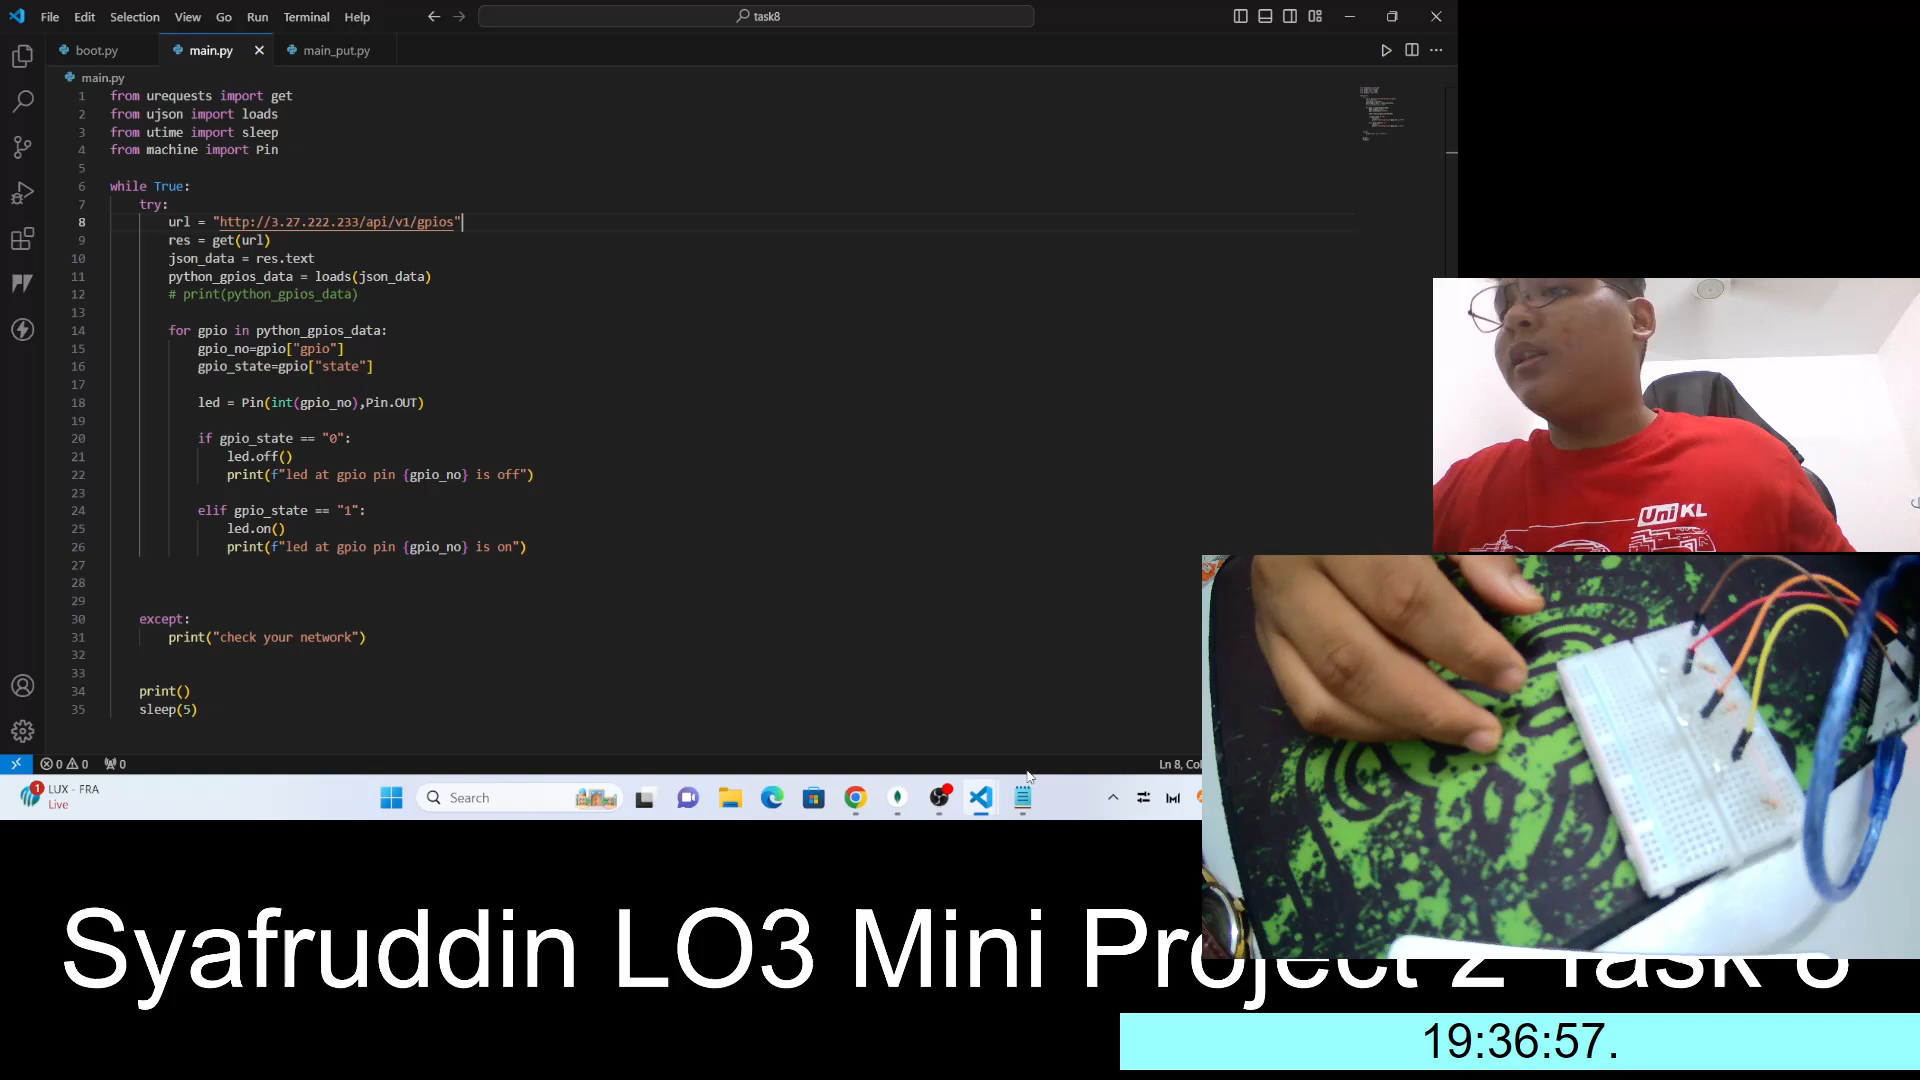 File Edit Selection View Go Run Terminal Help
task8
boot.py
main.py
main_put.py
main.py
1 from urequests import get
2 from ujson import loads
3 from utime import sleep
4 from machine import Pin
5
6 while True:
7 try:
8 url = "http://3.27.222.233/api/v1/gpios"
9 res = get(url)
10 json_data = res.text
11 python_gpios_data = loads(json_data)
12 # print(python_gpios_data)
13
14 for gpio in python_gpios_data:
15 gpio_no=gpio["gpio"]
16 gpio_state=gpio["state"]
17
18 led = Pin(int(gpio_no),Pin.OUT)
19
20 if gpio_state == "0":
21 led.off()
22 print(f"led at gpio pin {gpio_no} is off")
23
24 elif gpio_state == "1":
25 led.on()
26 print(f"led at gpio pin {gpio_no} is on")
27
28
29
30 except:
31 print("check your network")
32
33
34 print()
35 sleep(5)
0 0 0
Ln 8, Col
1
LUX - FRA
Live
Search
UniKL
Syafruddin LO3 Mini Project 2 Task 8
19:36:57.